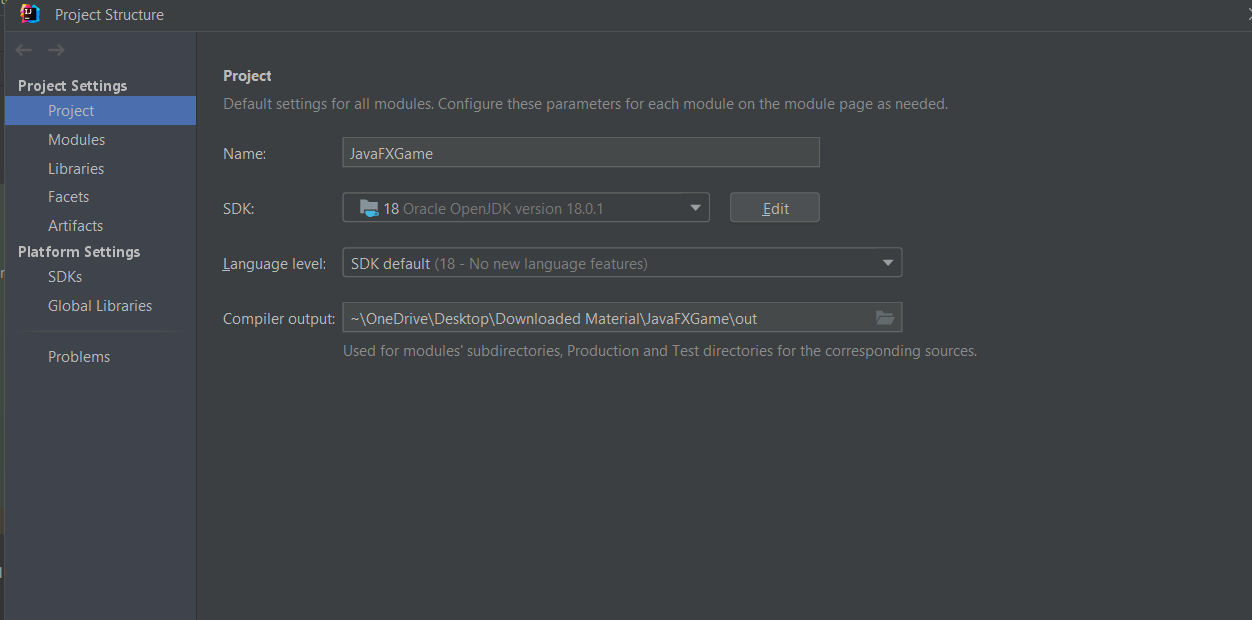 Project Structure
Project Settings
Project
Modules
Libraries
Facets
Artifacts
Platform Settings
SDKs
Global Libraries
Problems
Project
Default settings for all modules. Configure these parameters for each module on the module page as needed.
Name: JavaFXGame
SDK: 18 Oracle OpenJDK version 18.0.1 Edit
Language level: SDK default (18 - No new language features)
Compiler output: ~\OneDrive\Desktop\Downloaded Material\JavaFXGame\out
Used for modules' subdirectories, Production and Test directories for the corresponding sources.